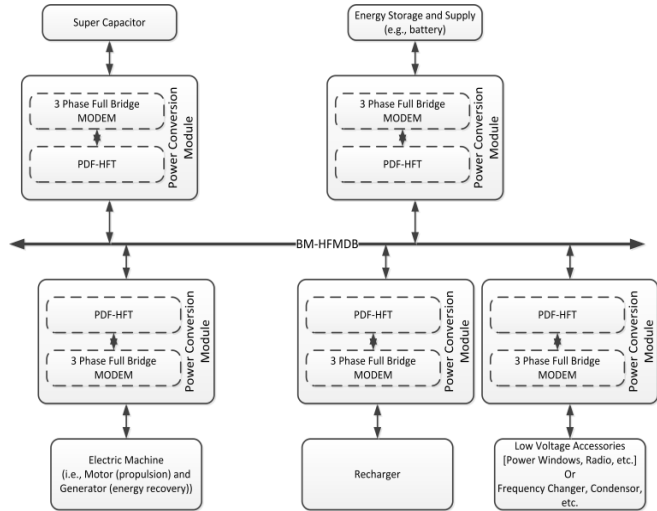 Super Capacitor
Energy Storage and Supply
(e.g., battery)
3 Phase Full Bridge
MODEM
PDF-HFT
Power Conversion
Module
3 Phase Full Bridge
MODEM
PDF-HFT
Power Conversion
Module
BM-HFMDB
PDF-HFT
3 Phase Full Bridge
MODEM
Power Conversion
Module
PDF-HFT
3 Phase Full Bridge
MODEM
Power Conversion
Module
PDF-HFT
3 Phase Full Bridge
MODEM
Power Conversion
Module
Electric Machine
(i.e., Motor (propulsion) and
Generator (energy recovery))
Recharger
Low Voltage Accessories
[Power Windows, Radio, etc.]
Or
Frequency Changer, Condensor,
etc.